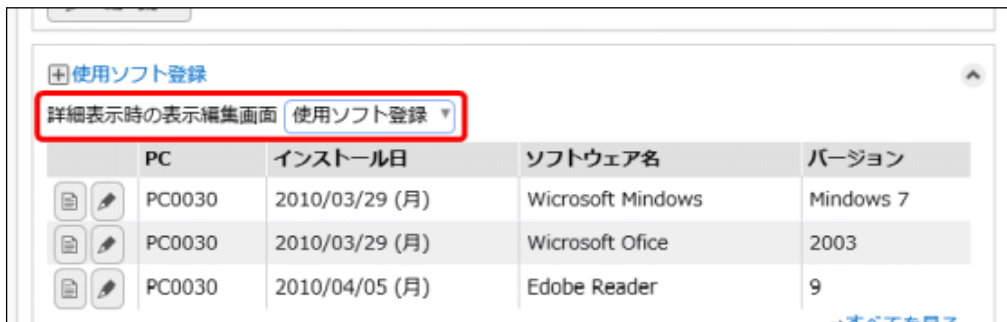 使用ソフト登録
詳細表示時の表示編集画面 使用ソフト登録
PC インストール日 ソフトウェア名 バージョン
PC0030 2010/03/29 (月) Wicrosoft Mindows Mindows 7
PC0030 2010/03/29 (月) Wicrosoft Ofice 2003
PC0030 2010/04/05 (月) Edobe Reader 9